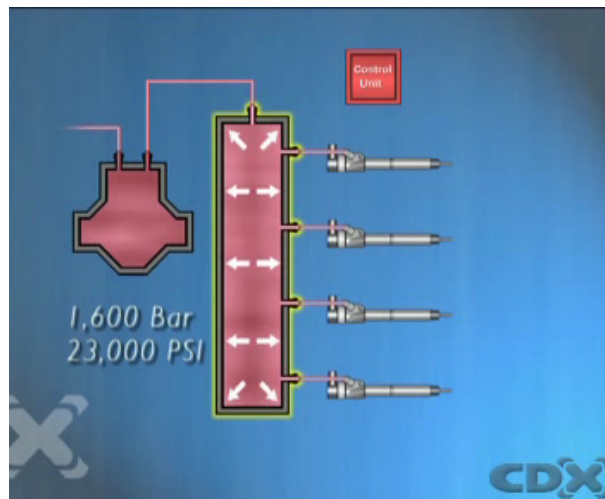 Control
Unit
1,600 Bar
23,000 PSI
X
CDX